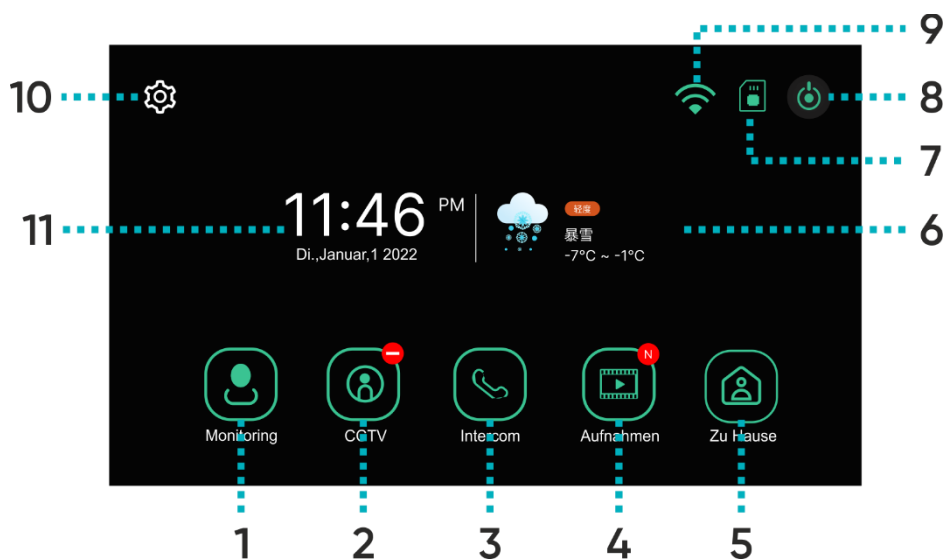 9
10
8
7
11:46 PM
轻度
11
6
暴雪
Di.,Januar,1 2022
-7°C ~ -1°C
N
Monitoring
CCTV
Intercom
Aufnahmen
Zu Hause
1
2
3
4
5